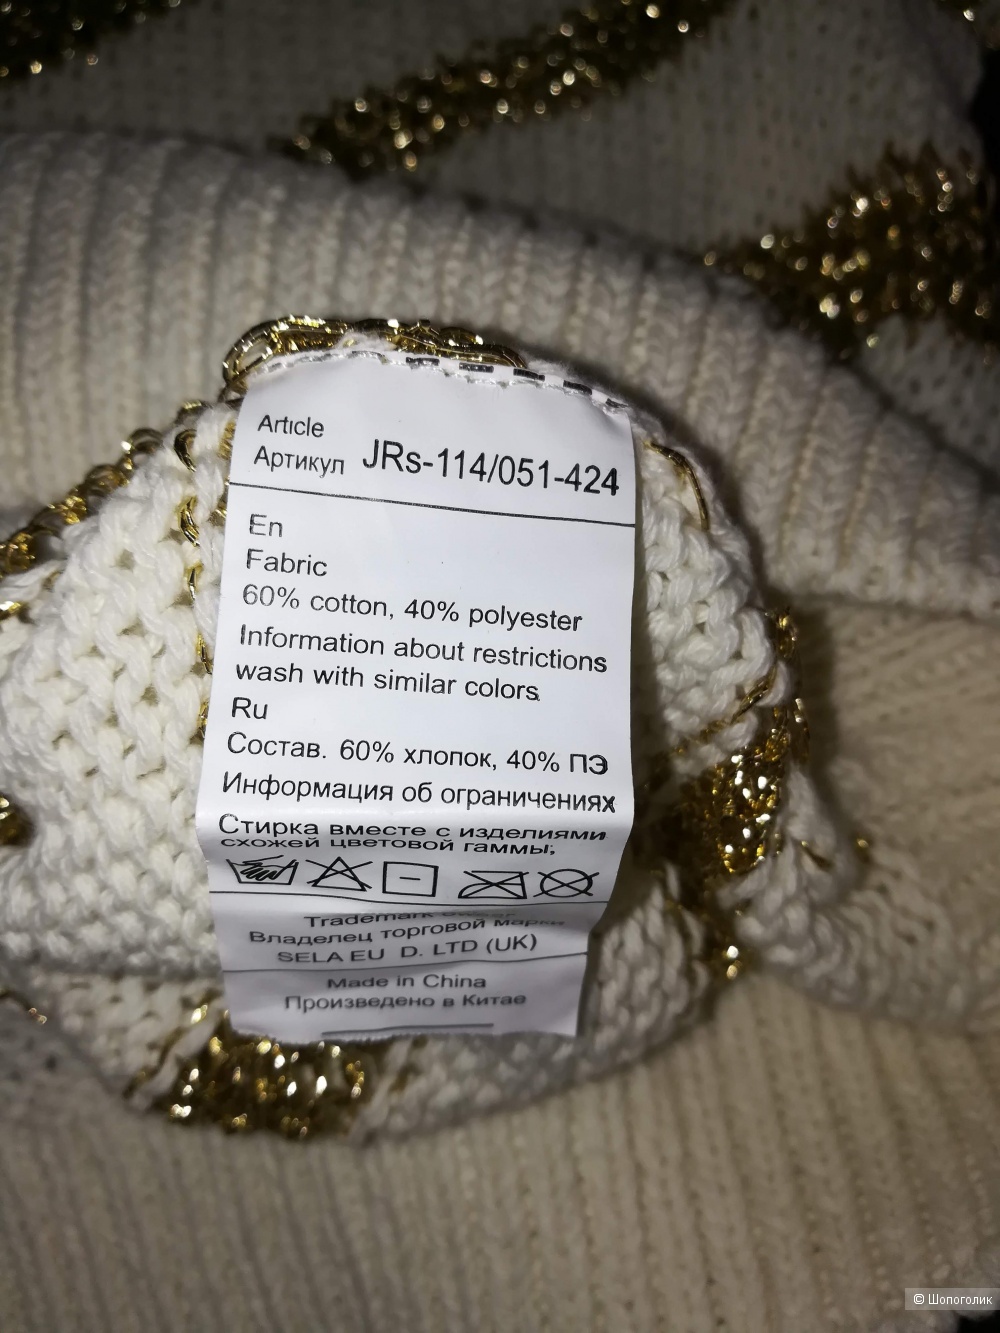 Article
Артикул JRs-114/051-424
En
Fabric
60% cotton, 40% polyester
Information about restrictions
wash with similar colors.
Ru
Состав. 60% хлопок, 40% ПЭ
Информация об ограничениях
Стирка вместе с изделиями
схожей цветовой гаммы;
Trademark owner
Владелец торговой марки
SELA EU D. LTD (UK)
Made in China
Произведено в Китае
© Шопоголик